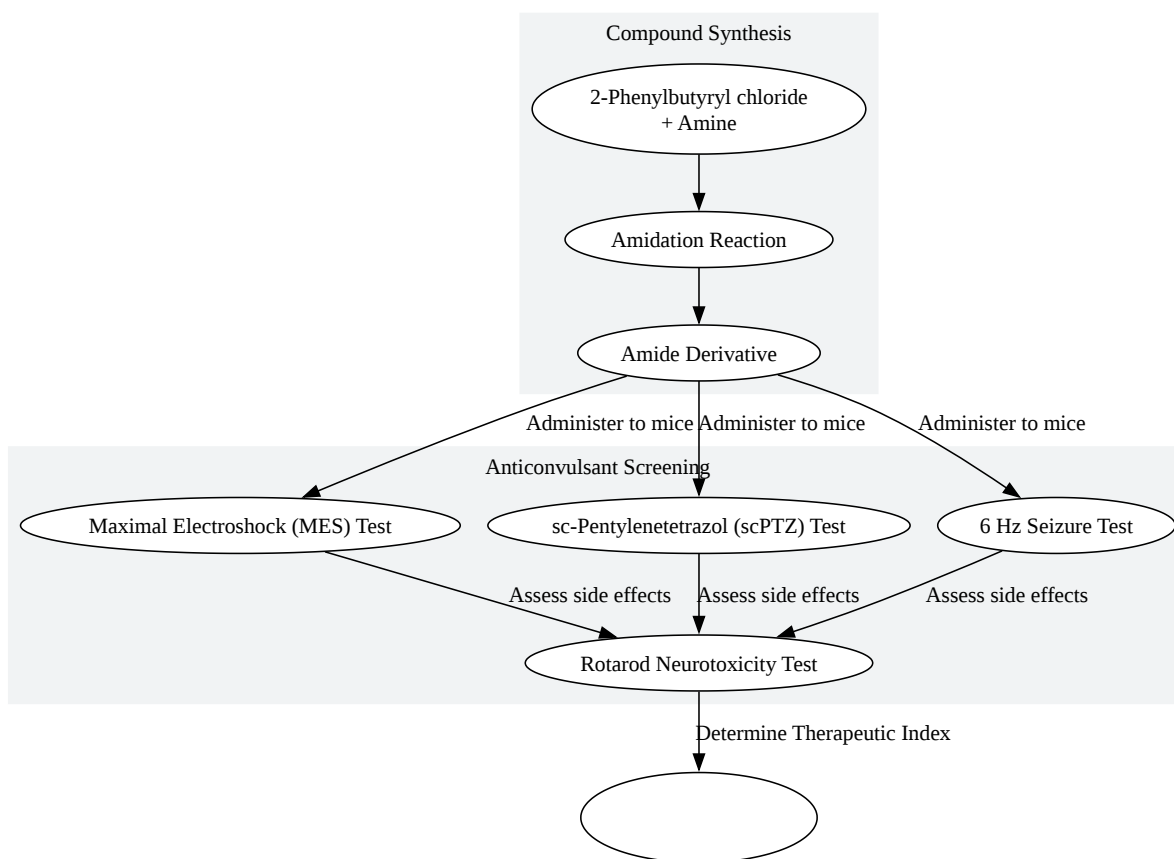 Compound Synthesis
2-Phenylbutyryl chloride
+ Amine
Amidation Reaction
Amide Derivative
Administer to mice
Administer to mice
Administer to mice
Anticonvulsant Screening
Maximal Electroshock (MES) Test
sc-Pentylenetetrazol (scPTZ) Test
6 Hz Seizure Test
Assess side effects
Assess side effects
Assess side effects
Rotarod Neurotoxicity Test
Determine Therapeutic Index